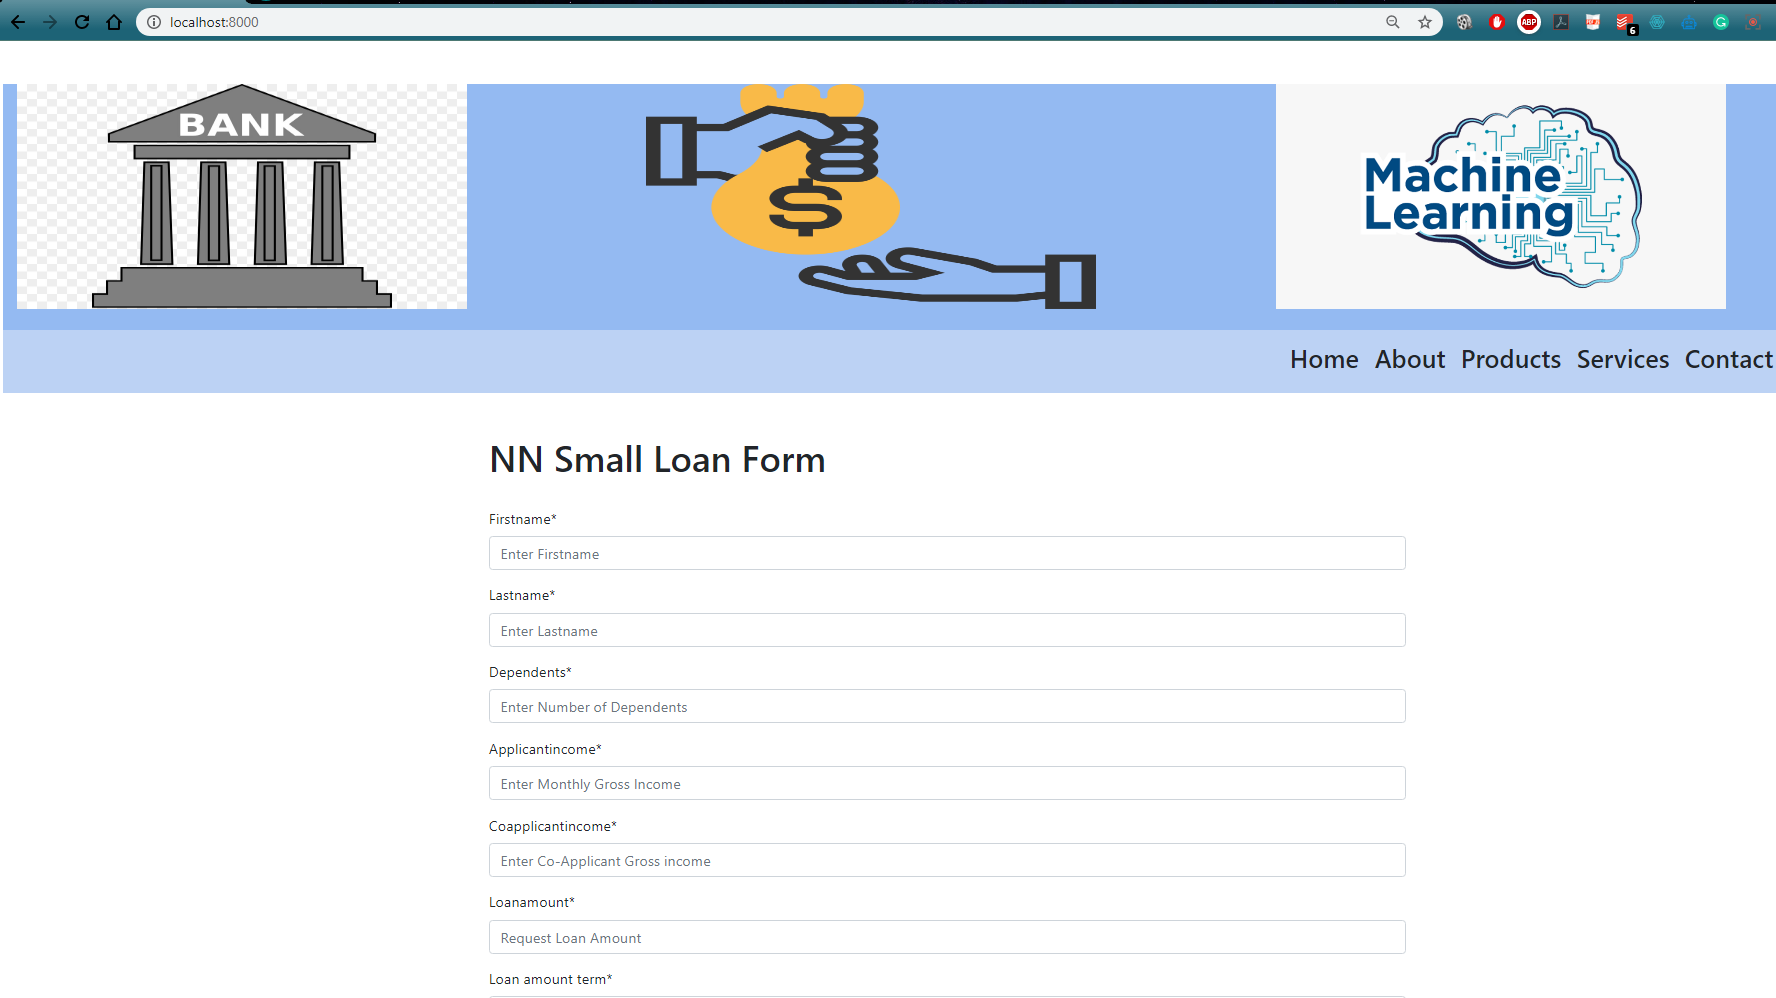 localhost:8000
ABP
6
BANK
$
Machine
Learning
Home About Products Services Contact
NN Small Loan Form
Firstname*
Enter Firstname
Lastname*
Enter Lastname
Dependents*
Enter Number of Dependents
Applicantincome*
Enter Monthly Gross Income
Coapplicantincome*
Enter Co-Applicant Gross income
Loanamount*
Request Loan Amount
Loan amount term*